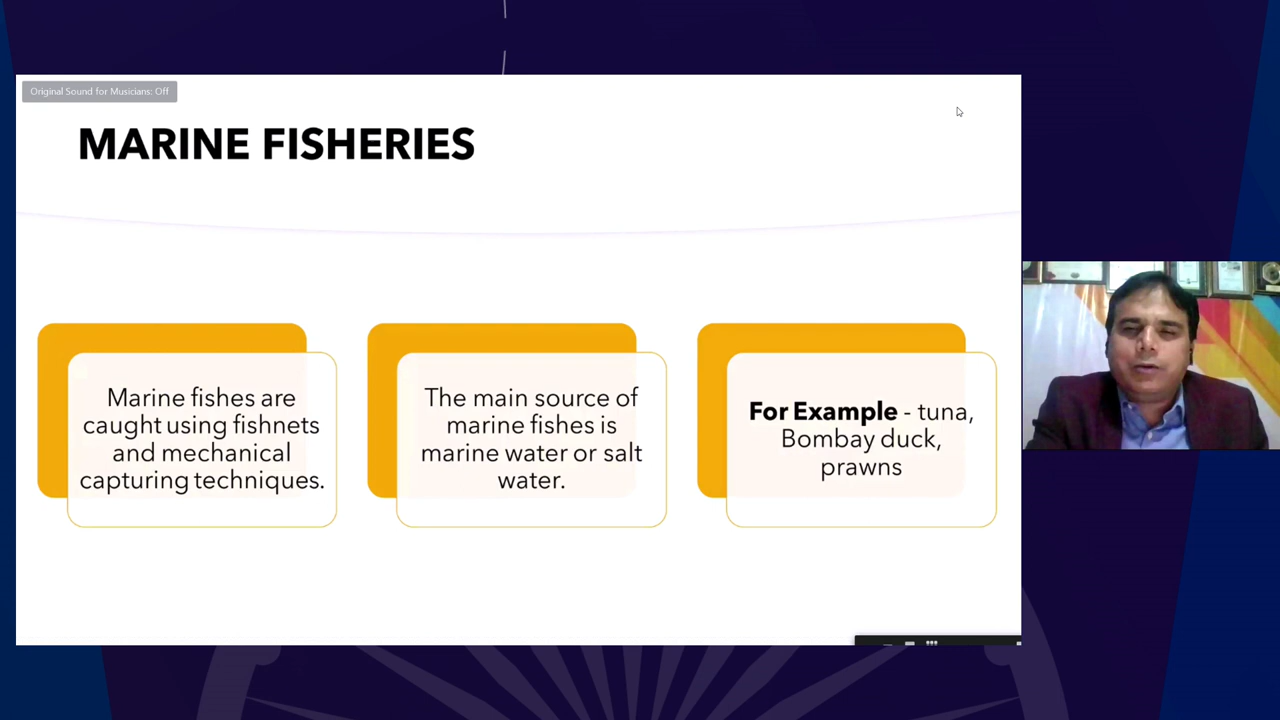 Original Sound for Musicians: Off
MARINE FISHERIES
Marine fishes are
caught using fishnets
and mechanical
capturing techniques.
The main source of
marine fishes is
marine water or salt
water.
For Example - tuna,
Bombay duck,
prawns